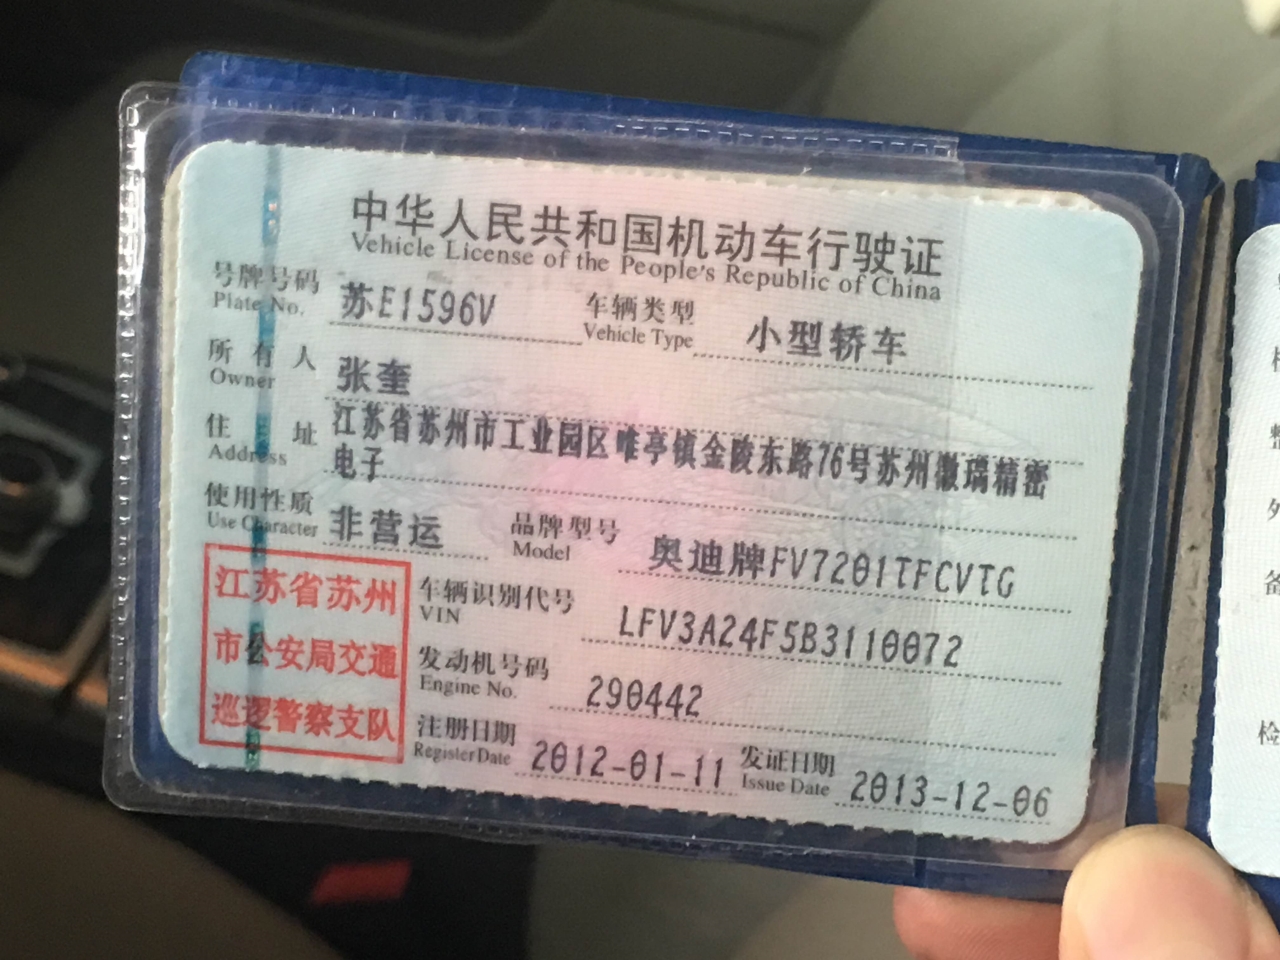 中华人民共和国机动车行驶证
Vehicle License of the People's Republic of China
号牌号码 苏E1596V 车辆类型 小型轿车
Plate No. Vehicle Type
所有人 张奎
Owner
住址 江苏省苏州市工业园区唯亭镇金陵东路76号苏州徽瑞精密
Address 电子
使用性质 非营运 品牌型号 奥迪牌FV7201TFCVTG
Use Character Model
江苏省苏州
市公安局交通
巡逻警察支队
车辆识别代号 LFV3A24F5B3110072
VIN
发动机号码 290442
Engine No.
注册日期 2012-01-11 发证日期 2013-12-06
Register Date Issue Date
检